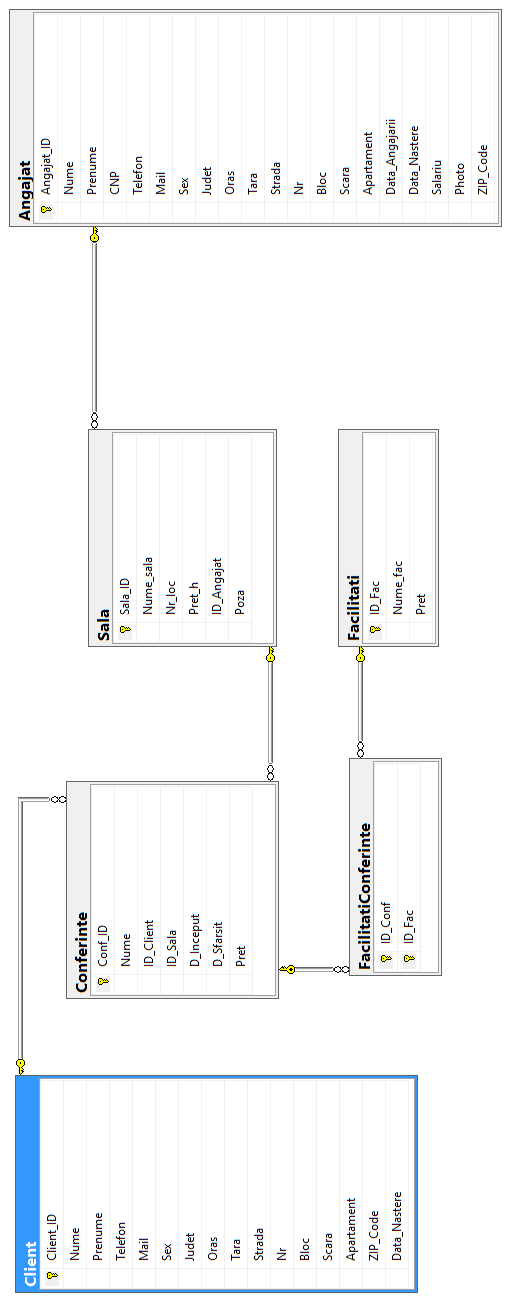 Client
Client_ID
Nume
Prenume
Telefon
Mail
Sex
Judet
Oras
Tara
Strada
Nr
Bloc
Scara
Apartament
ZIP_Code
Data_Nastere
Conferinte
Conf_ID
Nume
ID_Client
ID_Sala
D_Inceput
D_Sfarsit
Pret
FacilitatiConferinte
ID_Conf
ID_Fac
Sala
Sala_ID
Nume_sala
Nr_loc
Pret_h
ID_Angajat
Poza
Facilitati
ID_Fac
Nume_fac
Pret
Angajat
Angajat_ID
Nume
Prenume
CNP
Telefon
Mail
Sex
Judet
Oras
Tara
Strada
Nr
Bloc
Scara
Apartament
Data_Angajarii
Data_Nastere
Salariu
Photo
ZIP_Code